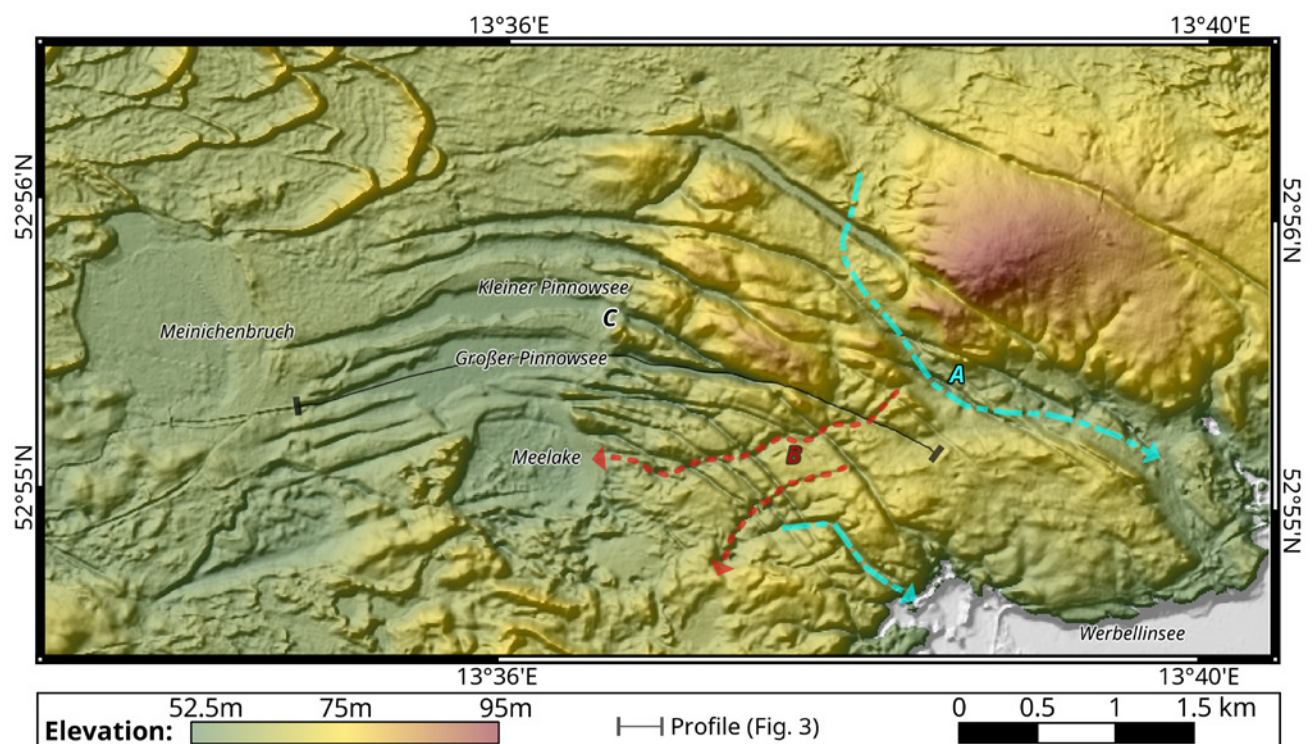 13°36'E 13°40'E
52°56'N 52°56'N
Kleiner Pinnowsee
C
Meinichenbruch
Großer Pinnowsee
A
Meelake
B
52°55'N 52°55'N
Werbellinsee
13°36'E 13°40'E
52.5m 75m 95m
Elevation:
Profile (Fig. 3)
0 0.5 1 1.5 km